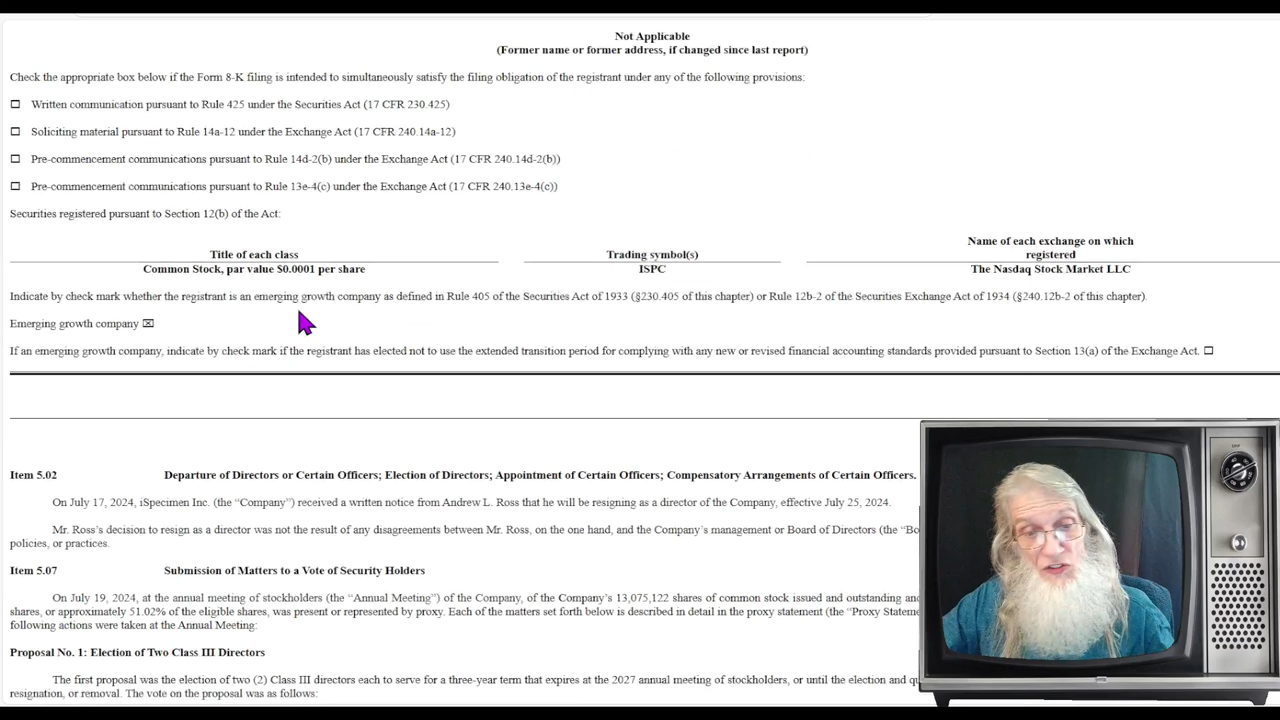 Not Applicable
(Former name or former address, if changed since last report)
Check the appropriate box below if the Form 8-K filing is intended to simultaneously satisfy the filing obligation of the registrant under any of the following provisions:
☐ Written communication pursuant to Rule 425 under the Securities Act (17 CFR 230.425)
☐ Soliciting material pursuant to Rule 14a-12 under the Exchange Act (17 CFR 240.14a-12)
☐ Pre-commencement communications pursuant to Rule 14d-2(b) under the Exchange Act (17 CFR 240.14d-2(b))
☐ Pre-commencement communications pursuant to Rule 13e-4(c) under the Exchange Act (17 CFR 240.13e-4(c))
Securities registered pursuant to Section 12(b) of the Act:
Title of each class Trading symbol(s) Name of each exchange on which registered
Common Stock, par value $0.0001 per share ISPC The Nasdaq Stock Market LLC
Indicate by check mark whether the registrant is an emerging growth company as defined in Rule 405 of the Securities Act of 1933 (§230.405 of this chapter) or Rule 12b-2 of the Securities Exchange Act of 1934 (§240.12b-2 of this chapter).
Emerging growth company ☒
If an emerging growth company, indicate by check mark if the registrant has elected not to use the extended transition period for complying with any new or revised financial accounting standards provided pursuant to Section 13(a) of the Exchange Act. ☐
Item 5.02 Departure of Directors or Certain Officers; Election of Directors; Appointment of Certain Officers; Compensatory Arrangements of Certain Officers.
On July 17, 2024, iSpecimen Inc. (the “Company”) received a written notice from Andrew L. Ross that he will be resigning as a director of the Company, effective July 25, 2024.
Mr. Ross’s decision to resign as a director was not the result of any disagreements between Mr. Ross, on the one hand, and the Company’s management or Board of Directors (the “Bo
policies, or practices.
Item 5.07 Submission of Matters to a Vote of Security Holders
On July 19, 2024, at the annual meeting of stockholders (the “Annual Meeting”) of the Company, of the Company’s 13,075,122 shares of common stock issued and outstanding an
shares, or approximately 51.02% of the eligible shares, was present or represented by proxy. Each of the matters set forth below is described in detail in the proxy statement (the “Proxy Stateme
following actions were taken at the Annual Meeting:
Proposal No. 1: Election of Two Class III Directors
The first proposal was the election of two (2) Class III directors each to serve for a three-year term that expires at the 2027 annual meeting of stockholders, or until the election and qu
resignation, or removal. The vote on the proposal was as follows: